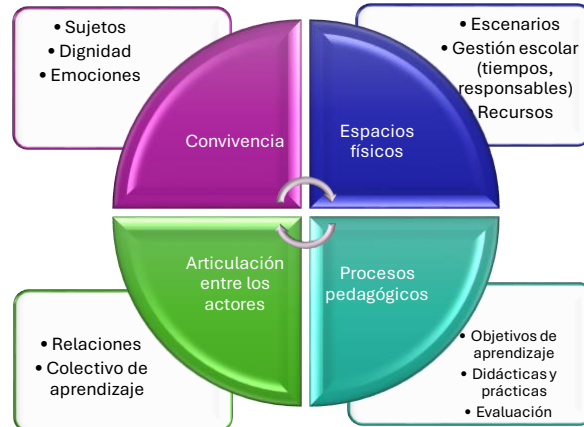 • Sujetos
• Dignidad
• Emociones
• Escenarios
• Gestión escolar
(tiempos,
responsables)
Recursos
Convivencia
Espacios
físicos
Articulación
entre los
actores
Procesos
pedagógicos
• Relaciones
• Colectivo de
aprendizaje
• Objetivos de
aprendizaje
• Didácticas y
prácticas
• Evaluación